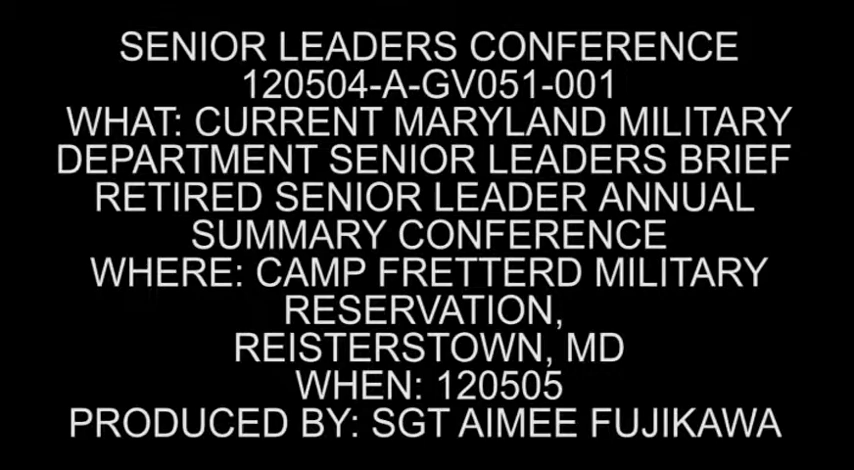 SENIOR LEADERS CONFERENCE
120504-A-GV051-001
WHAT: CURRENT MARYLAND MILITARY
DEPARTMENT SENIOR LEADERS BRIEF
RETIRED SENIOR LEADER ANNUAL
SUMMARY CONFERENCE
WHERE: CAMP FRETTERD MILITARY
RESERVATION,
REISTERSTOWN, MD
WHEN: 120505
PRODUCED BY: SGT AIMEE FUJIKAWA